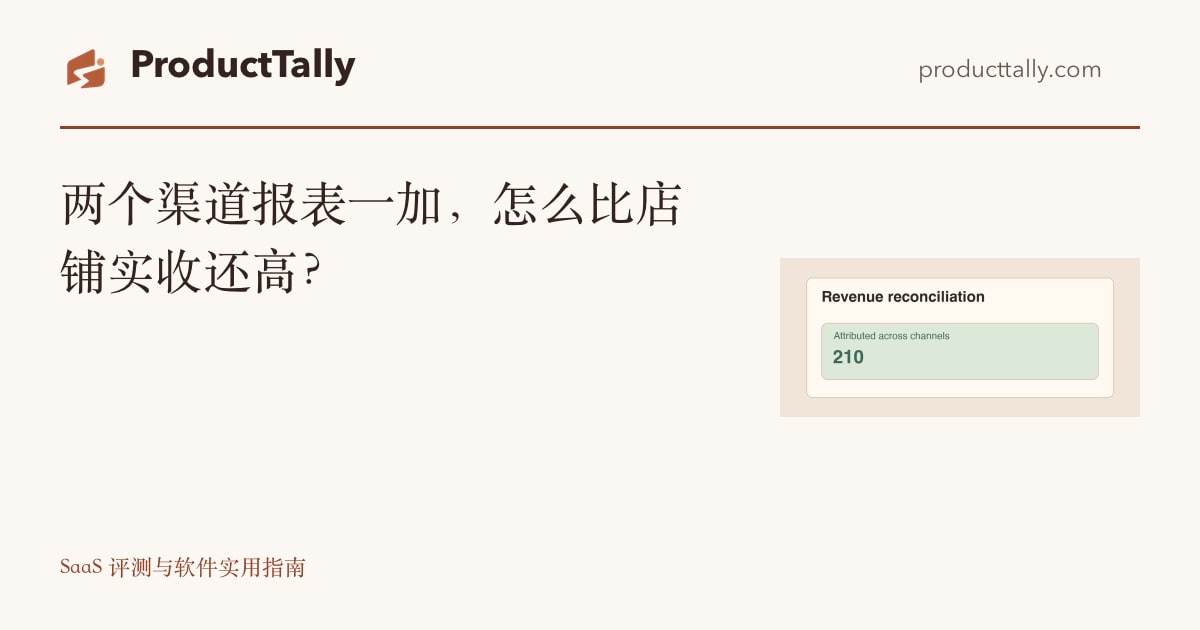 ProductTally
producttally.com
两个渠道报表一加，怎么比店
铺实收还高？
Revenue reconciliation
Attributed across channels
210
SaaS 评测与软件实用指南